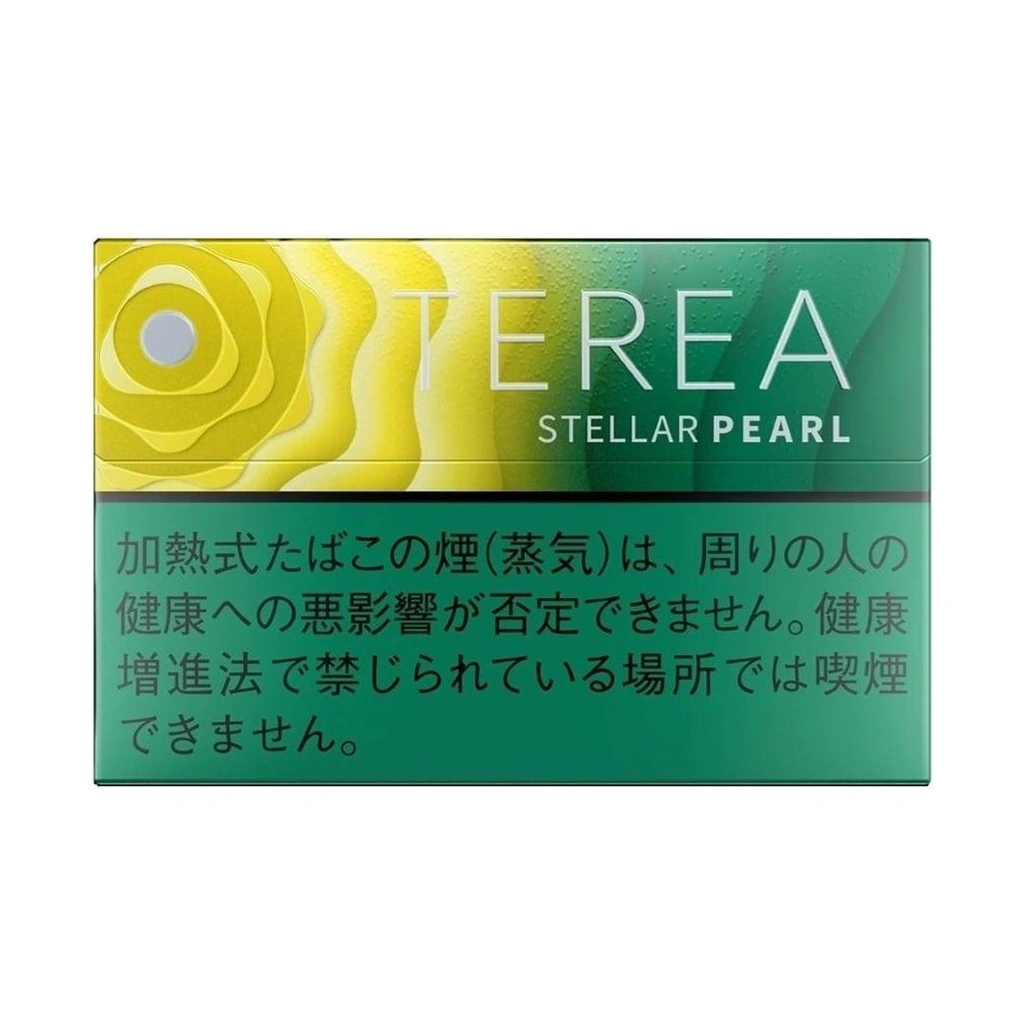 TEREA
STELLAR PEARL
加熱式たばこの煙(蒸気)は、周りの人の
健康への悪影響が否定できません。健康
増進法で禁じられている場所では喫煙
できません。